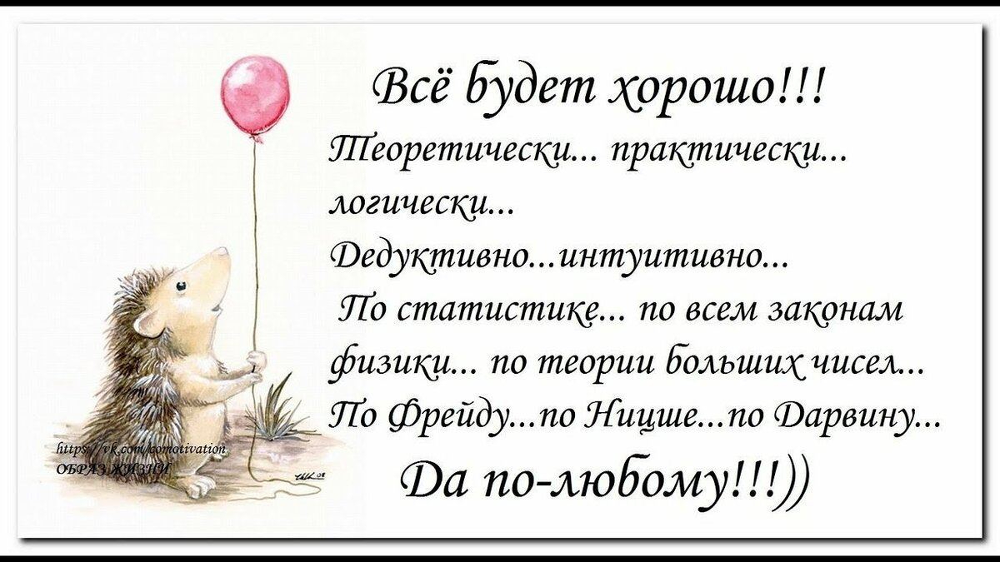 Всё будет хорошо!!!
Теоретически... практически...
логически...
Дедуктивно...интуитивно...
По статистике... по всем законам
физики... по теории больших чисел...
По Фрейду...по Ницше...по Дарвину...
Да по-любому!!!))
https://vk.com/comotivation
ОБРАЗ ЖИЗНИ